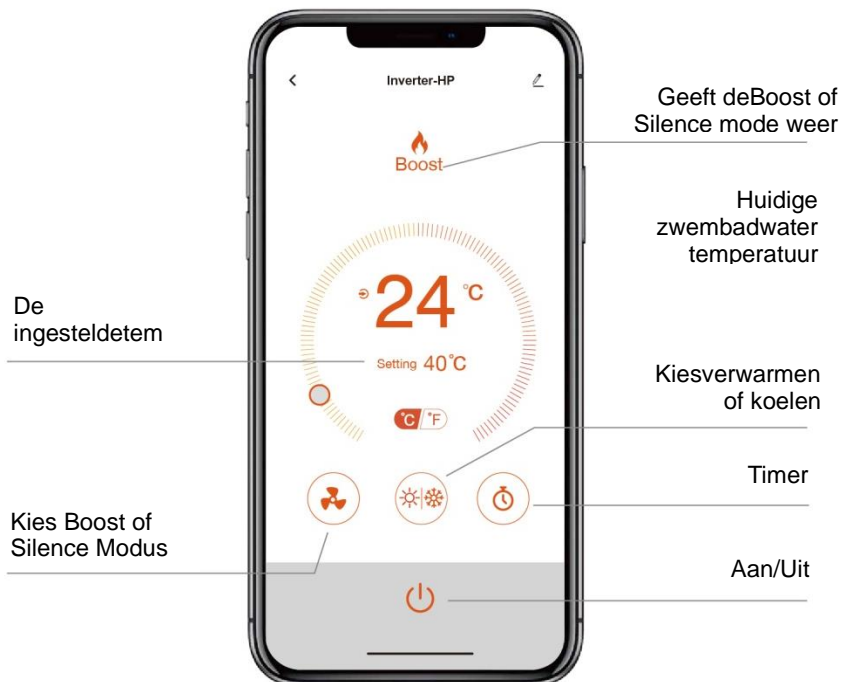 Inverter-HP
Geeft deBoost of
Silence mode weer
Boost
Huidige
zwembadwater
temperatuur
24 °C
De
ingesteldetem
Setting 40°C
Kiesverwarmen
of koelen
°C °F
Timer
Kies Boost of
Silence Modus
Aan/Uit